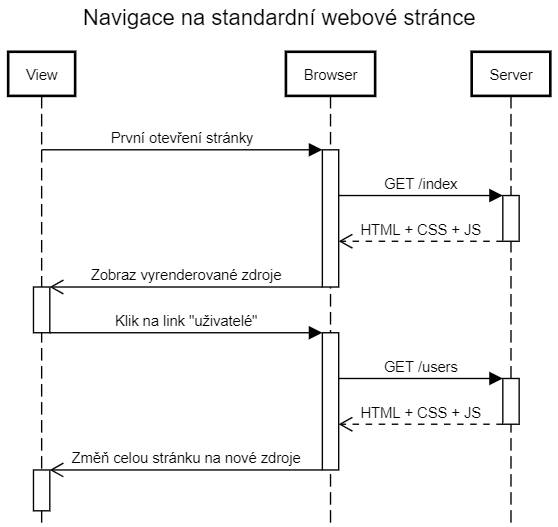 Navigace na standardní webové stránce
View
Browser
Server
První otevření stránky
GET /index
HTML + CSS + JS
Zobraz vyrenderované zdroje
Klik na link "uživatelé"
GET /users
HTML + CSS + JS
Změň celou stránku na nové zdroje